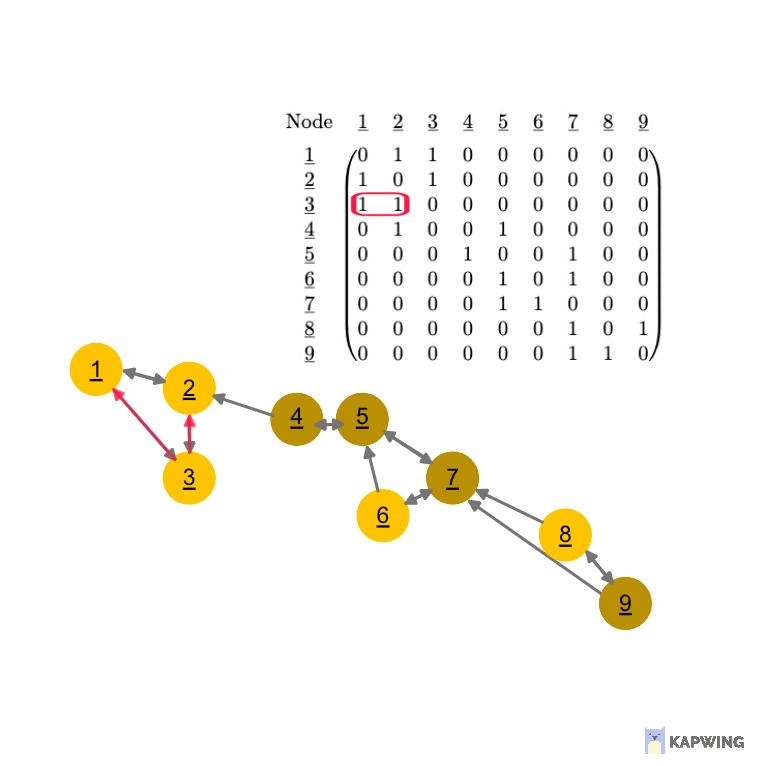 Node 1 2 3 4 5 6 7 8 9
1 0 1 1 0 0 0 0 0 0
2 1 0 1 0 0 0 0 0 0
3 1 1 0 0 0 0 0 0 0
4 0 1 0 0 1 0 0 0 0
5 0 0 0 1 0 0 1 0 0
6 0 0 0 0 1 0 1 0 0
7 0 0 0 0 1 1 0 0 0
8 0 0 0 0 0 0 1 0 1
9 0 0 0 0 0 0 1 1 0
1
2
3
4
5
6
7
8
9
KAPWING